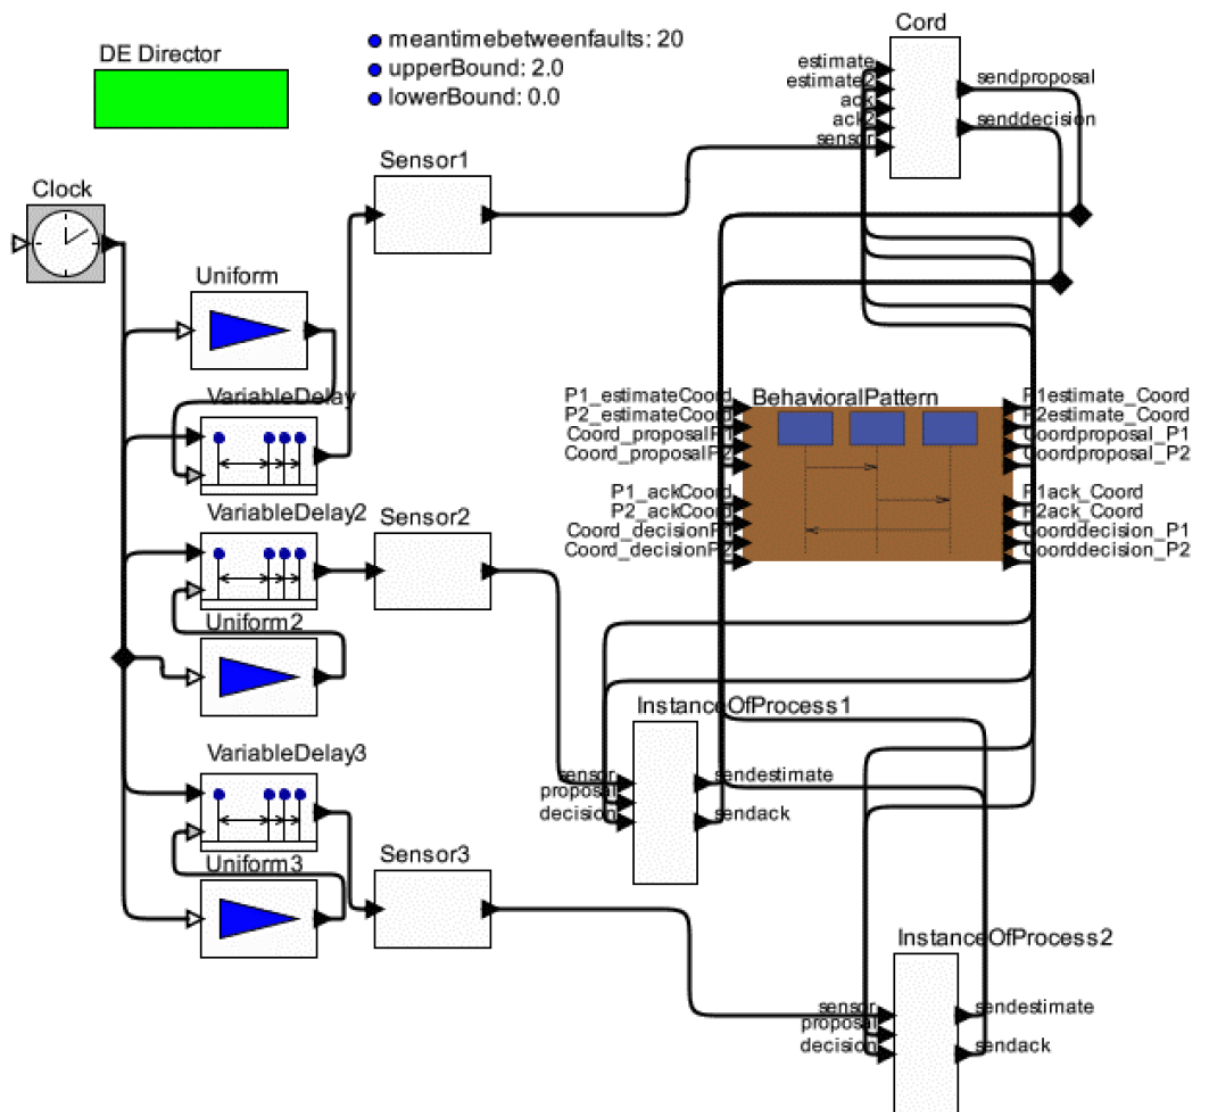 Cord
DE Director
meantimebetweenfaults: 20
upperBound: 2.0
lowerBound: 0.0
estimate
estimate2
ack
ack2
sensor
sendproposal
senddecision
Sensor1
Clock
Uniform
VariableDelay
P1_estimateCoord
P2_estimateCoord
Coord_proposalP1
Coord_proposalP2
P1_ackCoord
P2_ackCoord
Coord_decisionP1
Coord_decisionP2
BehavioralPattern
P1estimate_Coord
P2estimate_Coord
Coordproposal_P1
Coordproposal_P2
P1ack_Coord
P2ack_Coord
Coorddecision_P1
Coorddecision_P2
VariableDelay2
Sensor2
Uniform2
InstanceOfProcess1
sensor
proposal
decision
sendestimate
sendack
VariableDelay3
Uniform3
Sensor3
InstanceOfProcess2
sensor
proposal
decision
sendestimate
sendack